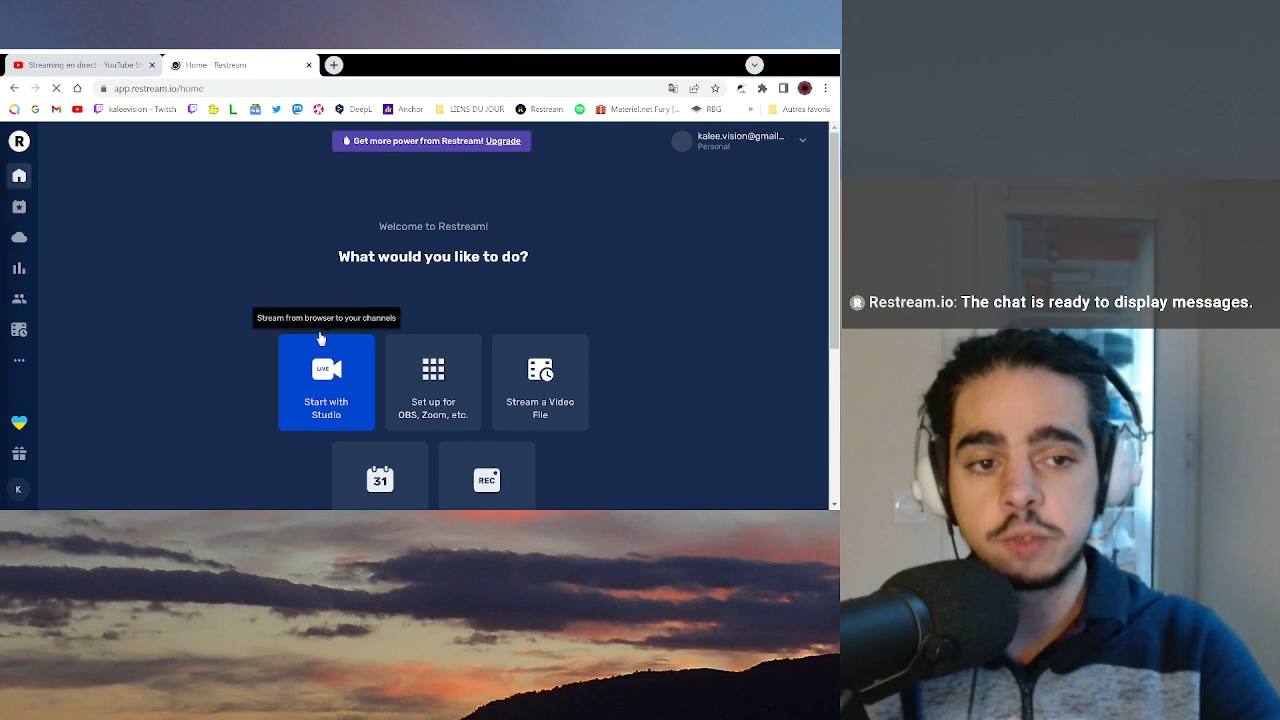 Streaming en direct - YouTube St
Home - Restream
app.restream.io/home
kaleevision - Twitch
DeepL
Anchor
LIENS DU JOUR
Restream
Materiel.net Fury [...
RBG
»
Autres favoris
R
Get more power from Restream! Upgrade
kalee.vision@gmail...
Personal
Welcome to Restream!
What would you like to do?
Stream from browser to your channels
LIVE
Start with
Studio
Set up for
OBS, Zoom, etc.
Stream a Video
File
31
REC
K
R Restream.io: The chat is ready to display messages.